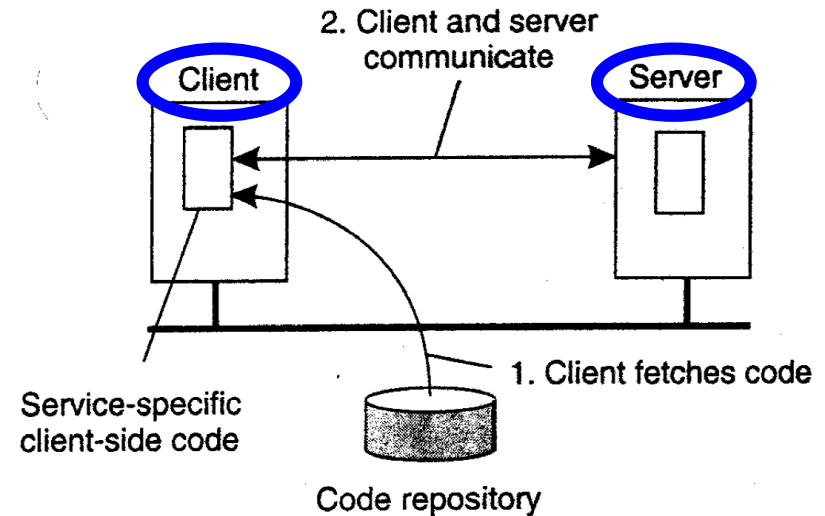 2. Client and server
communicate
Client
Server
1. Client fetches code
Service-specific
client-side code
Code repository